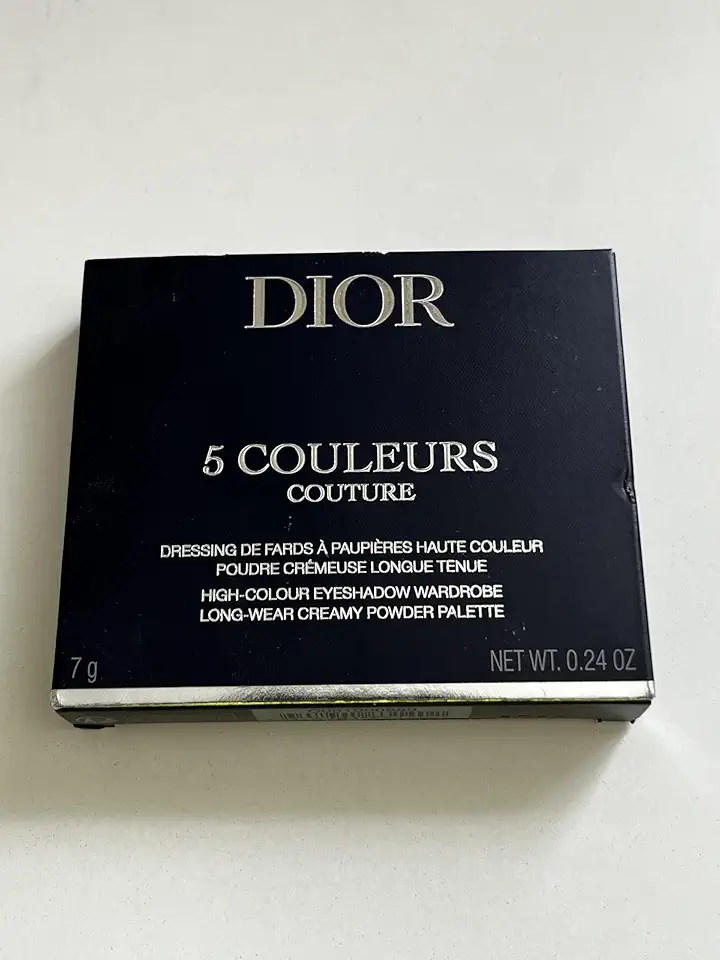 DIOR
5 COULEURS
COUTURE
DRESSING DE FARDS À PAUPIÈRES HAUTE COULEUR
POUDRE CRÉMEUSE LONGUE TENUE
HIGH-COLOUR EYESHADOW WARDROBE
LONG-WEAR CREAMY POWDER PALETTE
7 g NET WT. 0.24 OZ